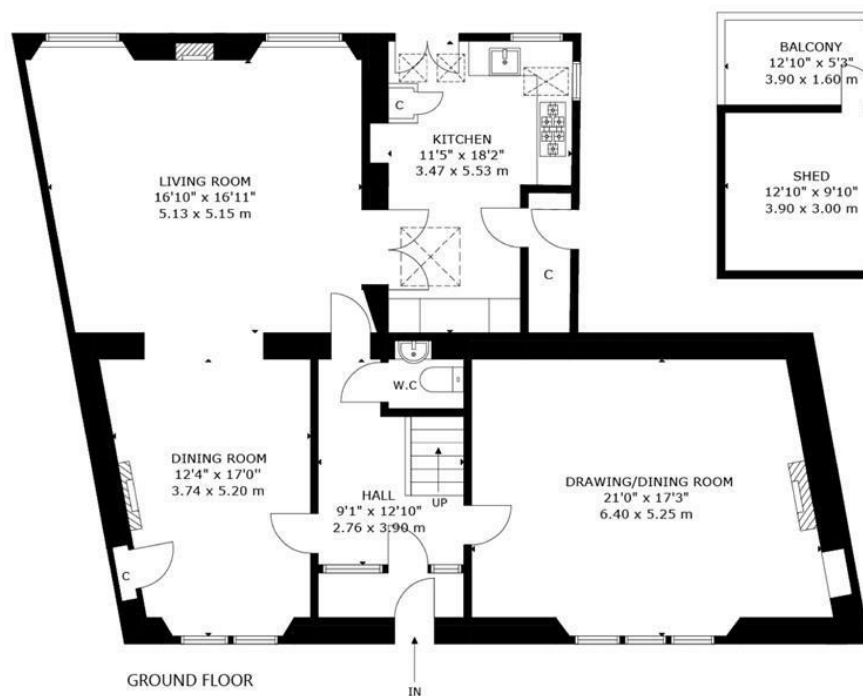 BALCONY
12'10" x 5'3"
3.90 x 1.60 m
C
KITCHEN
11'5" x 18'2"
3.47 x 5.53 m
LIVING ROOM
16'10" x 16'11"
5.13 x 5.15 m
SHED
12'10" x 9'10"
3.90 x 3.00 m
C
W.C
DINING ROOM
12'4" x 17'0"
3.74 x 5.20 m
HALL
9'1" x 12'10"
2.76 x 3.90 m
UP
DRAWING/DINING ROOM
21'0" x 17'3"
6.40 x 5.25 m
C
GROUND FLOOR
IN